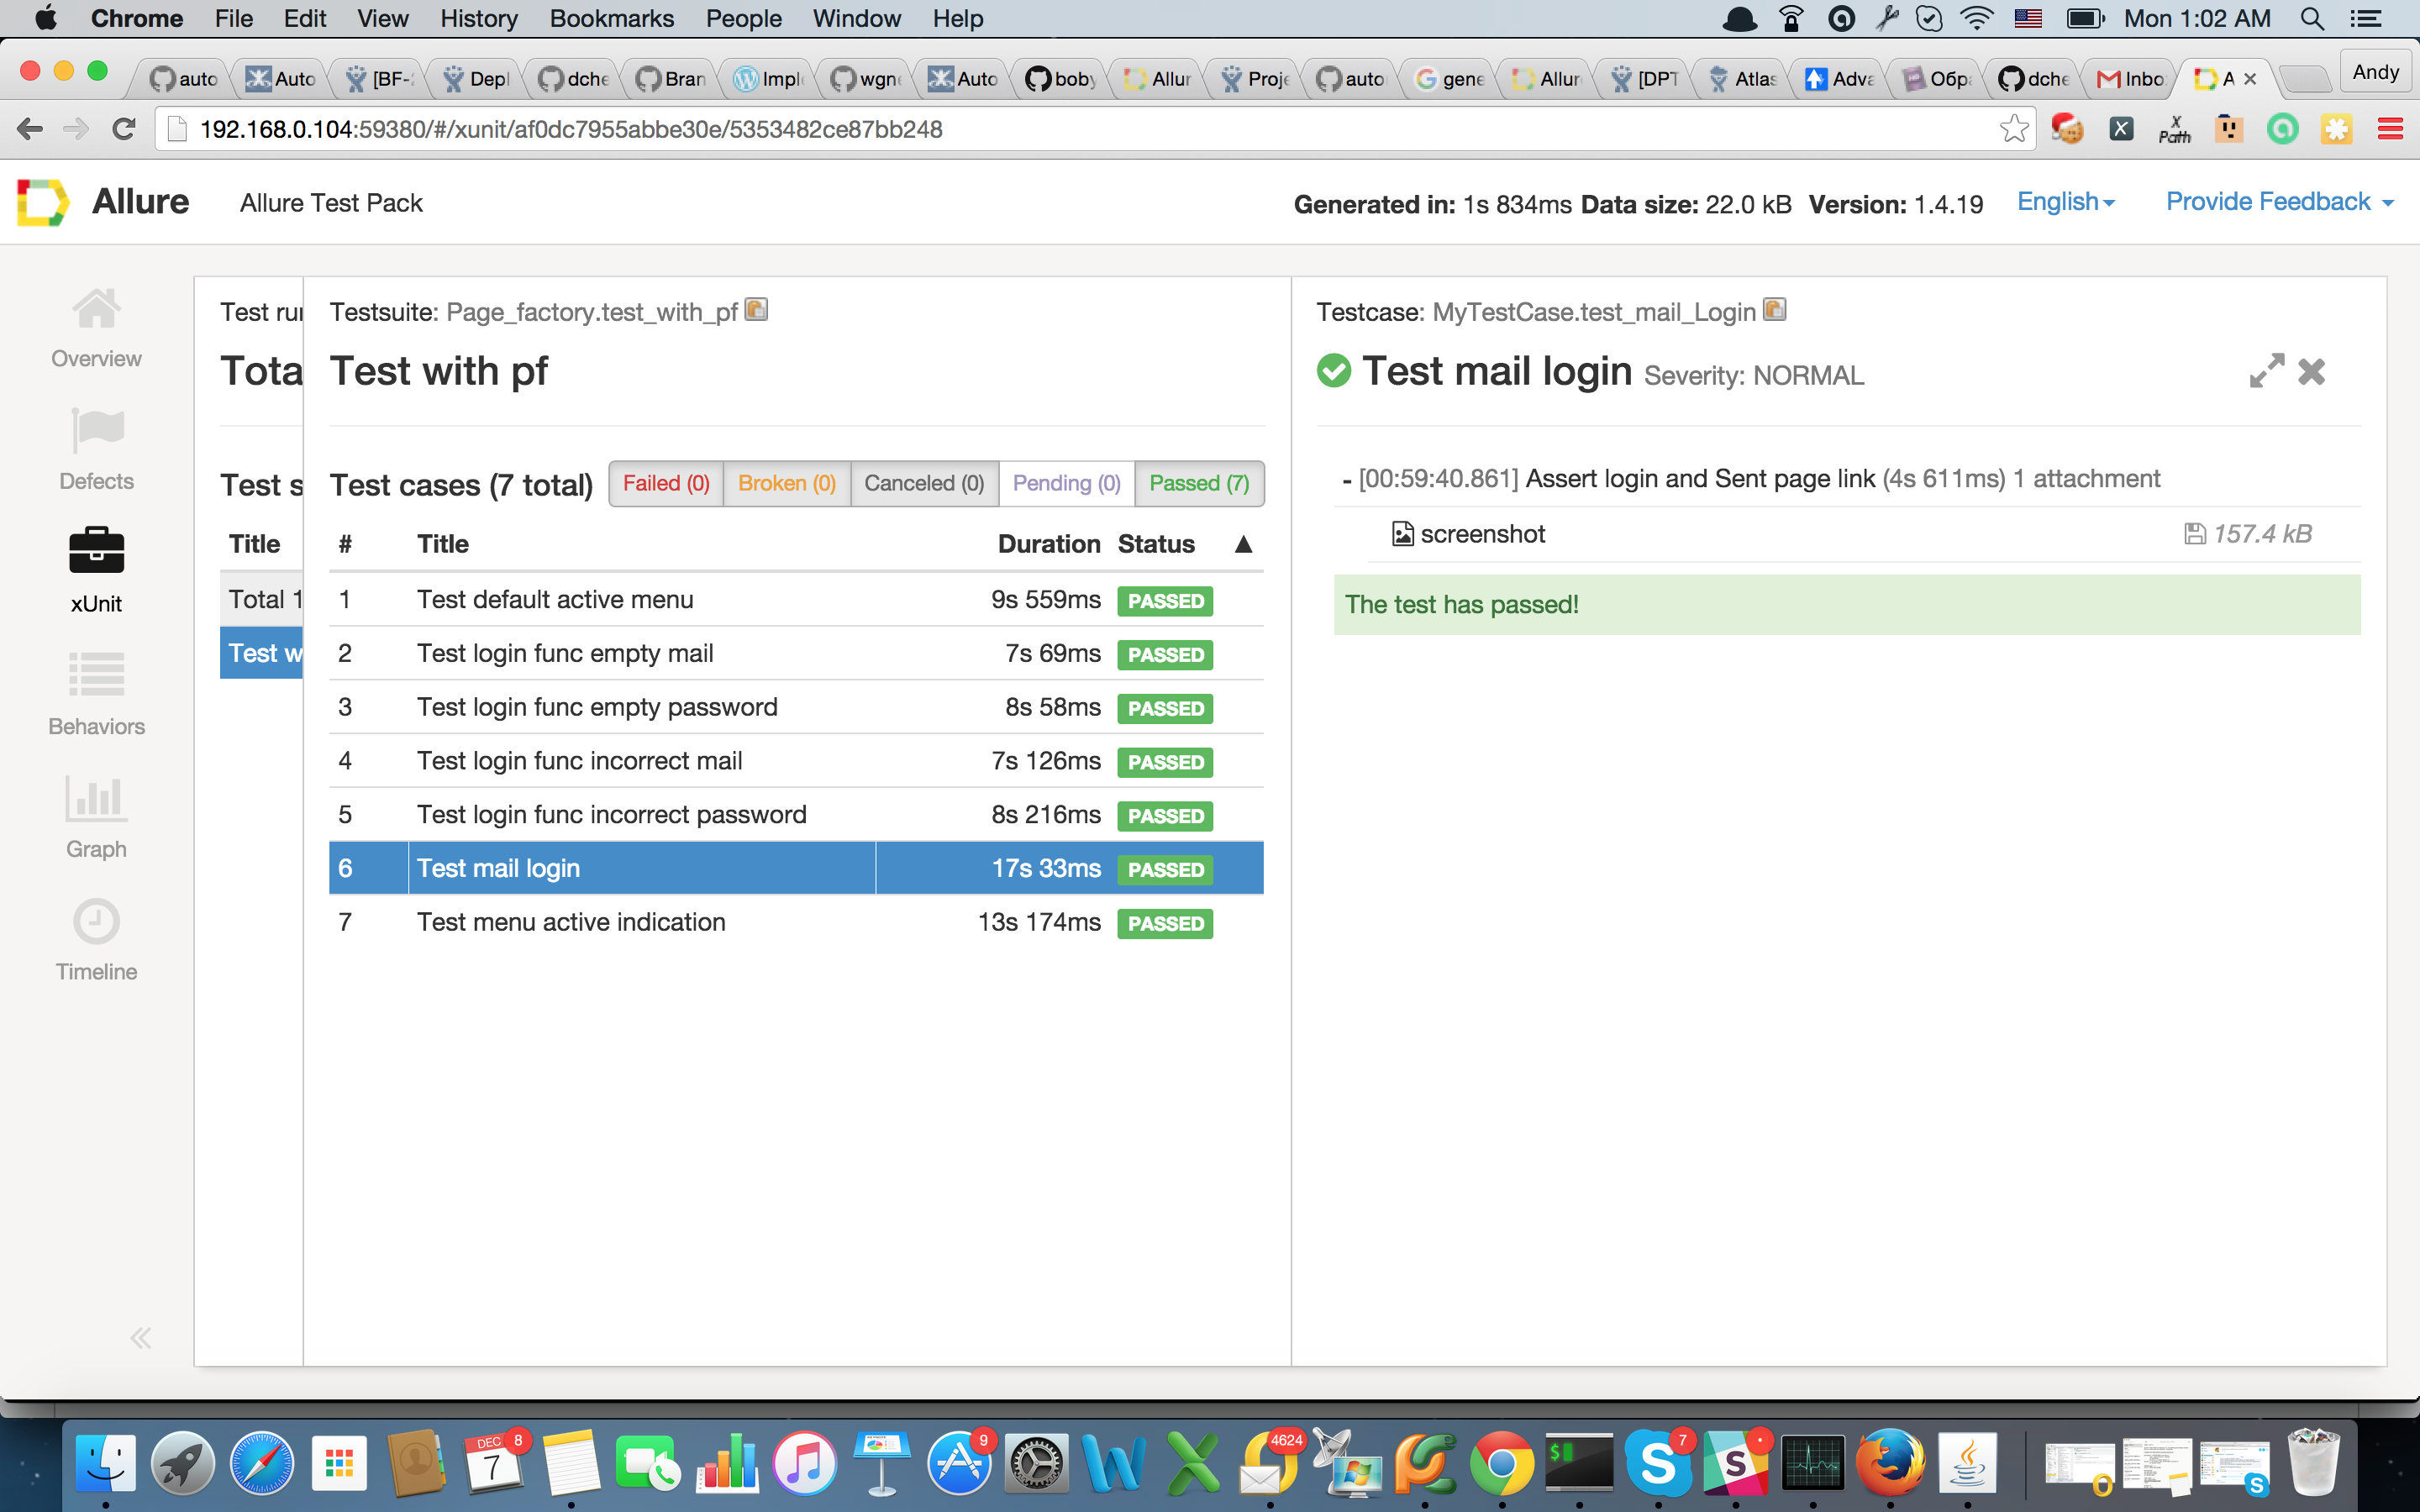 Chrome File Edit View History Bookmarks People Window Help Mon 1:02 AM
auto Auto [BF- Depl dche Bran Impl wgne Auto boby Allur Proje auto gene Allur [DPT Atlas Adva Обра dche Inbo A Andy
192.168.0.104:59380/#/xunit/af0dc7955abbe30e/5353482ce87bb248
X Path
Allure Allure Test Pack Generated in: 1s 834ms Data size: 22.0 kB Version: 1.4.19 English Provide Feedback
Overview
Defects
xUnit
Behaviors
Graph
Timeline
Test run
Tota
Test s
Title
Total 1
Test w
Testsuite: Page_factory.test_with_pf
Test with pf
Test cases (7 total) Failed (0) Broken (0) Canceled (0) Pending (0) Passed (7)
# Title Duration Status ▲
1 Test default active menu 9s 559ms PASSED
2 Test login func empty mail 7s 69ms PASSED
3 Test login func empty password 8s 58ms PASSED
4 Test login func incorrect mail 7s 126ms PASSED
5 Test login func incorrect password 8s 216ms PASSED
6 Test mail login 17s 33ms PASSED
7 Test menu active indication 13s 174ms PASSED
Testcase: MyTestCase.test_mail_Login
Test mail login Severity: NORMAL
- [00:59:40.861] Assert login and Sent page link (4s 611ms) 1 attachment
screenshot 157.4 kB
The test has passed!
DEC 7 8 9 4624 7